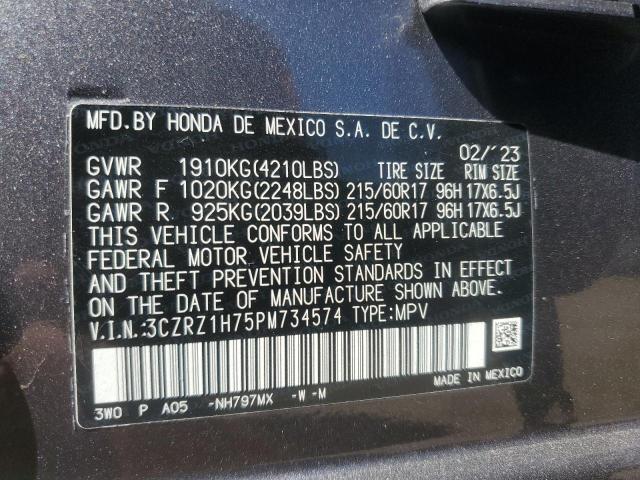 MFD.BY HONDA DE MEXICO S.A. DE C.V.
02/'23
GVWR 1910KG(4210LBS) TIRE SIZE RIM SIZE
GAWR F 1020KG(2248LBS) 215/60R17 96H 17X6.5J
GAWR R. 925KG(2039LBS) 215/60R17 96H 17X6.5J
THIS VEHICLE CONFORMS TO ALL APPLICABLE
FEDERAL MOTOR VEHICLE SAFETY
AND THEFT PREVENTION STANDARDS IN EFFECT
ON THE DATE OF MANUFACTURE SHOWN ABOVE.
V.I.N.:3CZRZ1H75PM734574 TYPE:MPV
MADE IN MEXICO
3W0 P A05 -NH797MX -W -M